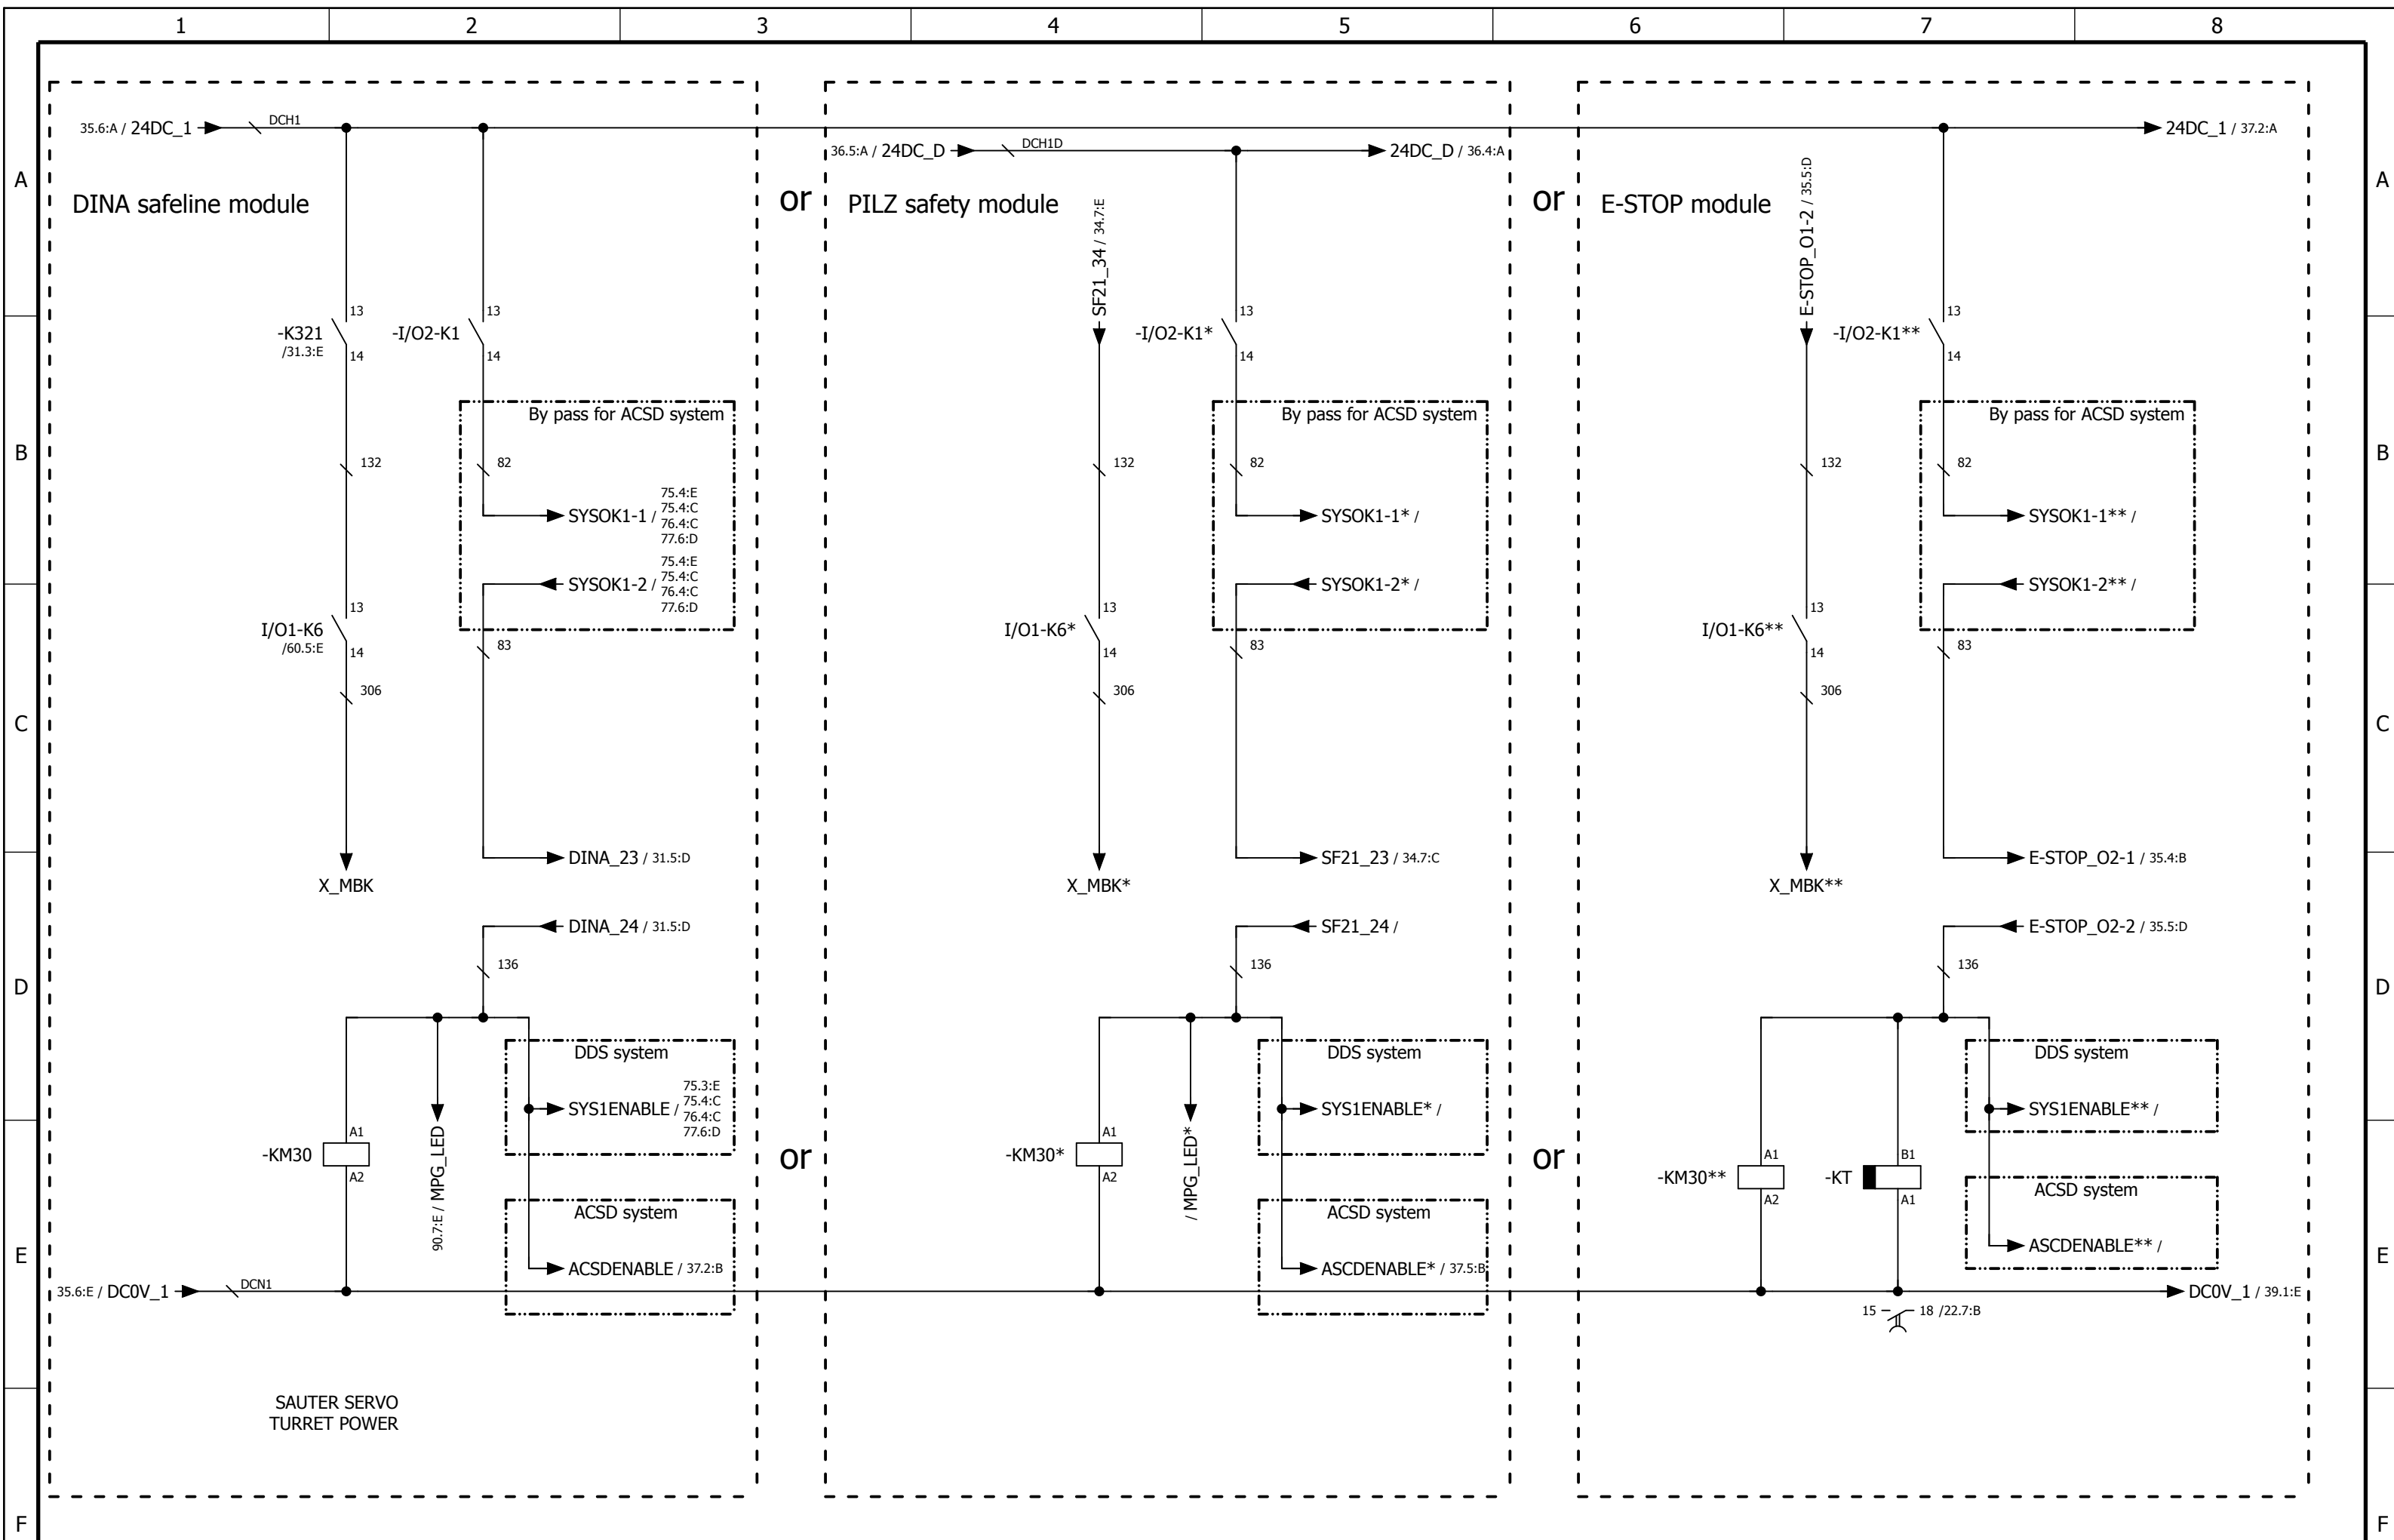 1 2 3 4 5 6 7 8
A A
B B
C C
D D
E E
F F
35.6:A / 24DC_1
DCH1
DINA safeline module
13
-K321
/31.3:E
14
13
-I/O2-K1
14
By pass for ACSD system
132
82
SYSOK1-1 /
75.4:E
75.4:C
76.4:C
77.6:D
SYSOK1-2 /
75.4:E
75.4:C
76.4:C
77.6:D
13
I/O1-K6
/60.5:E
14
83
306
X_MBK
DINA_23 / 31.5:D
DINA_24 / 31.5:D
136
DDS system
SYS1ENABLE /
75.3:E
75.4:C
76.4:C
77.6:D
A1
-KM30
A2
90.7:E / MPG_LED
ACSD system
ACSDENABLE / 37.2:B
35.6:E / DC0V_1
DCN1
SAUTER SERVO
TURRET POWER
or
or
36.5:A / 24DC_D
DCH1D
24DC_D / 36.4:A
PILZ safety module
SF21_34 / 34.7:E
13
-I/O2-K1*
14
By pass for ACSD system
132
82
SYSOK1-1* /
SYSOK1-2* /
13
I/O1-K6*
14
83
306
X_MBK*
SF21_23 / 34.7:C
SF21_24 /
136
DDS system
SYS1ENABLE* /
A1
-KM30*
A2
/ MPG_LED*
ACSD system
ASCDENABLE* / 37.5:B
or
or
24DC_1 / 37.2:A
E-STOP module
E-STOP_O1-2 / 35.5:D
13
-I/O2-K1**
14
By pass for ACSD system
132
82
SYSOK1-1** /
SYSOK1-2** /
13
I/O1-K6**
14
83
306
X_MBK**
E-STOP_O2-1 / 35.4:B
E-STOP_O2-2 / 35.5:D
136
DDS system
SYS1ENABLE** /
A1
-KM30**
A2
B1
-KT
A1
ACSD system
ASCDENABLE** /
DC0V_1 / 39.1:E
15
18 /22.7:B